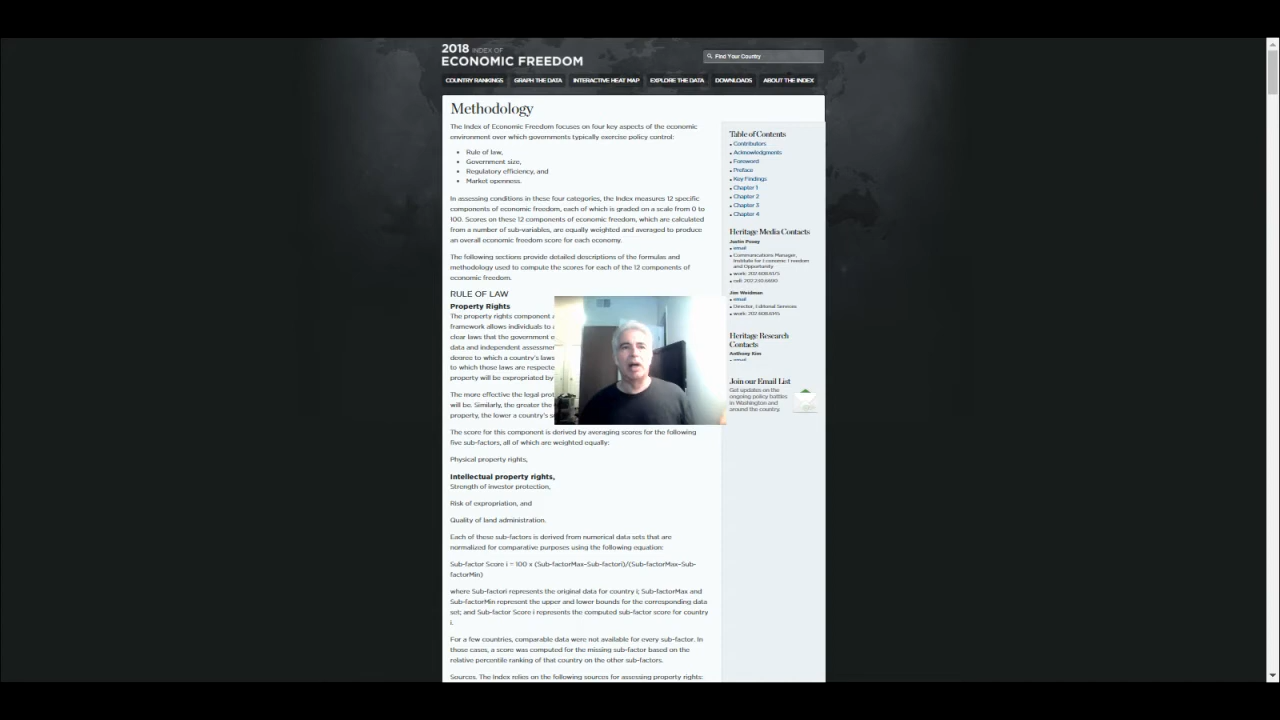 2018 INDEX OF
ECONOMIC FREEDOM
Find Your Country
COUNTRY RANKINGS GRAPH THE DATA INTERACTIVE HEAT MAP EXPLORE THE DATA DOWNLOADS ABOUT THE INDEX
Methodology
The Index of Economic Freedom focuses on four key aspects of the economic
environment over which governments typically exercise policy control:
• Rule of law,
• Government size,
• Regulatory efficiency, and
• Market openness.
In assessing conditions in these four categories, the Index measures 12 specific
components of economic freedom, each of which is graded on a scale from 0 to
100. Scores on these 12 components of economic freedom, which are calculated
from a number of sub-variables, are equally weighted and averaged to produce
an overall economic freedom score for each economy.
The following sections provide detailed descriptions of the formulas and
methodology used to compute the scores for each of the 12 components of
economic freedom.
RULE OF LAW
Property Rights
The property rights component
framework allows individuals to
clear laws that the government
data and independent
degree to which a country's laws
to which those laws are respected
property will be expropriated by
The more effective the legal
will be. Similarly, the greater the
property, the lower a country's
The score for this component is derived by averaging scores for the following
five sub-factors, all of which are weighted equally:
Physical property rights,
Intellectual property rights,
Strength of investor protection,
Risk of expropriation, and
Quality of land administration.
Each of these sub-factors is derived from numerical data sets that are
normalized for comparative purposes using the following equation:
Sub-factor Score i = 100 x (Sub-factorMax–Sub-factori)/(Sub-factorMax–Sub-
factorMin)
where Sub-factori represents the original data for country i; Sub-factorMax and
Sub-factorMin represent the upper and lower bounds for the corresponding data
set; and Sub-factor Score i represents the computed sub-factor score for country
i.
For a few countries, comparable data were not available for every sub-factor. In
those cases, a score was computed for the missing sub-factor based on the
relative percentile ranking of that country on the other sub-factors.
Sources. The Index relies on the following sources for assessing property rights:
Table of Contents
• Contributors
• Acknowledgments
• Foreword
• Preface
• Key Findings
• Chapter 1
• Chapter 2
• Chapter 3
• Chapter 4
Heritage Media Contacts
Justin Posey
• email
• Communications Manager,
Institute for Economic Freedom
and Opportunity
• work:
• cell:
Jim Weidman
• email
• Director, Editorial Services
• work:
Heritage Research
Contacts
Anthony Kim
• email
Join our Email List
Get updates on the
ongoing policy battles
in Washington and
around the country.